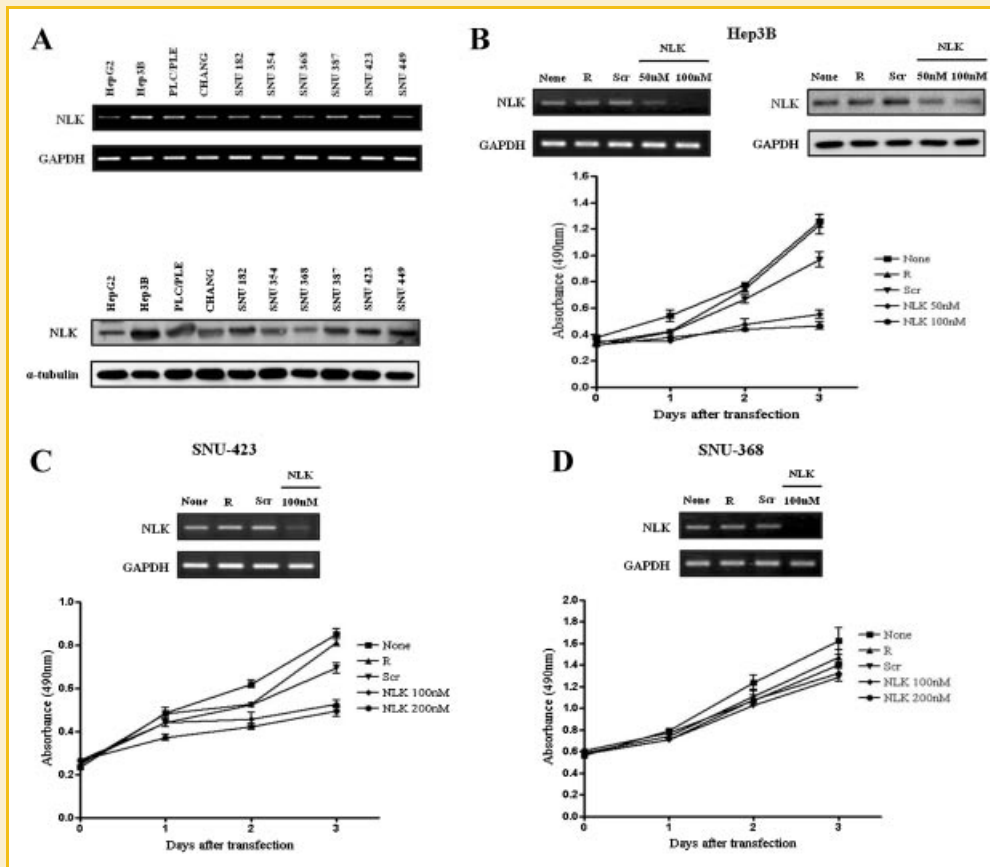 A
HepG2 Hep3B PLC/PLE CHANG SNU 182 SNU 354 SNU 368 SNU 387 SNU 423 SNU 449
NLK
GAPDH
HepG2 Hep3B PLC/PLE CHANG SNU 182 SNU 354 SNU 368 SNU 387 SNU 423 SNU 449
NLK
α-tubulin
B
Hep3B
NLK
None R Scr 50nM 100nM
NLK
GAPDH
NLK
None R Scr 50nM 100nM
NLK
GAPDH
Absorbance (490nm)
1.6
1.4
1.2
1.0
0.8
0.6
0.4
0.2
0.0
0 1 2 3
Days after transfection
None
R
Scr
NLK 50nM
NLK 100nM
C
SNU-423
NLK
None R Scr 100nM
NLK
GAPDH
Absorbance (490nm)
1.0
0.8
0.6
0.4
0.2
0.0
0 1 2 3
Days after transfection
None
R
Scr
NLK 100nM
NLK 200nM
D
SNU-368
NLK
None R Scr 100nM
NLK
GAPDH
Absorbance (490nm)
2.0
1.8
1.6
1.4
1.2
1.0
0.8
0.6
0.4
0.2
0.0
0 1 2 3
Days after transfection
None
R
Scr
NLK 100nM
NLK 200nM